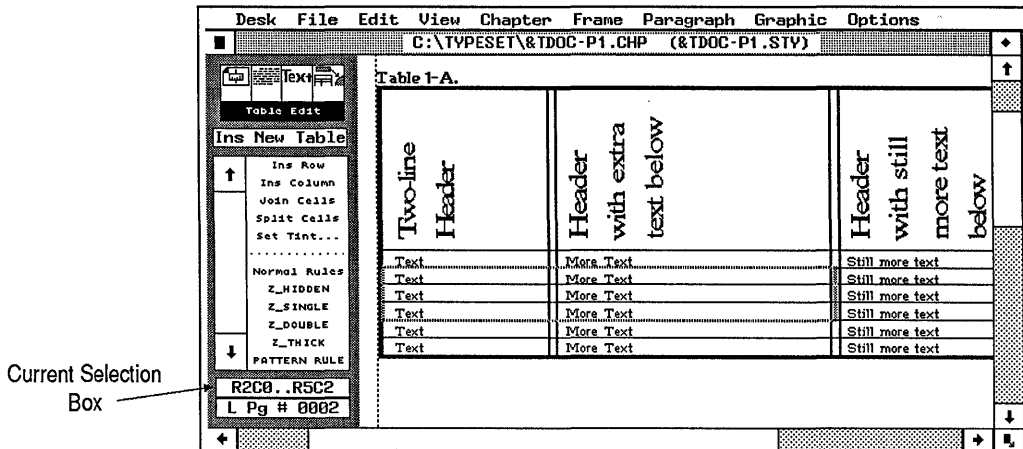 Desk File Edit View Chapter Frame Paragraph Graphic Options
C:\TYPESET\&TDOC-P1.CHP (&TDOC-P1.STY)
Text
Table Edit
Ins New Table
Ins Row
Ins Column
Join Cells
Split Cells
Set Tint...
Normal Rules
Z_HIDDEN
Z_SINGLE
Z_DOUBLE
Z_THICK
PATTERN RULE
R2C0..R5C2
L Pg # 0002
Current Selection
Box
Table 1-A.
Two-line
Header
Header
with extra
text below
Header
with still
more text
below
Text More Text Still more text
Text More Text Still more text
Text More Text Still more text
Text More Text Still more text
Text More Text Still more text
Text More Text Still more text